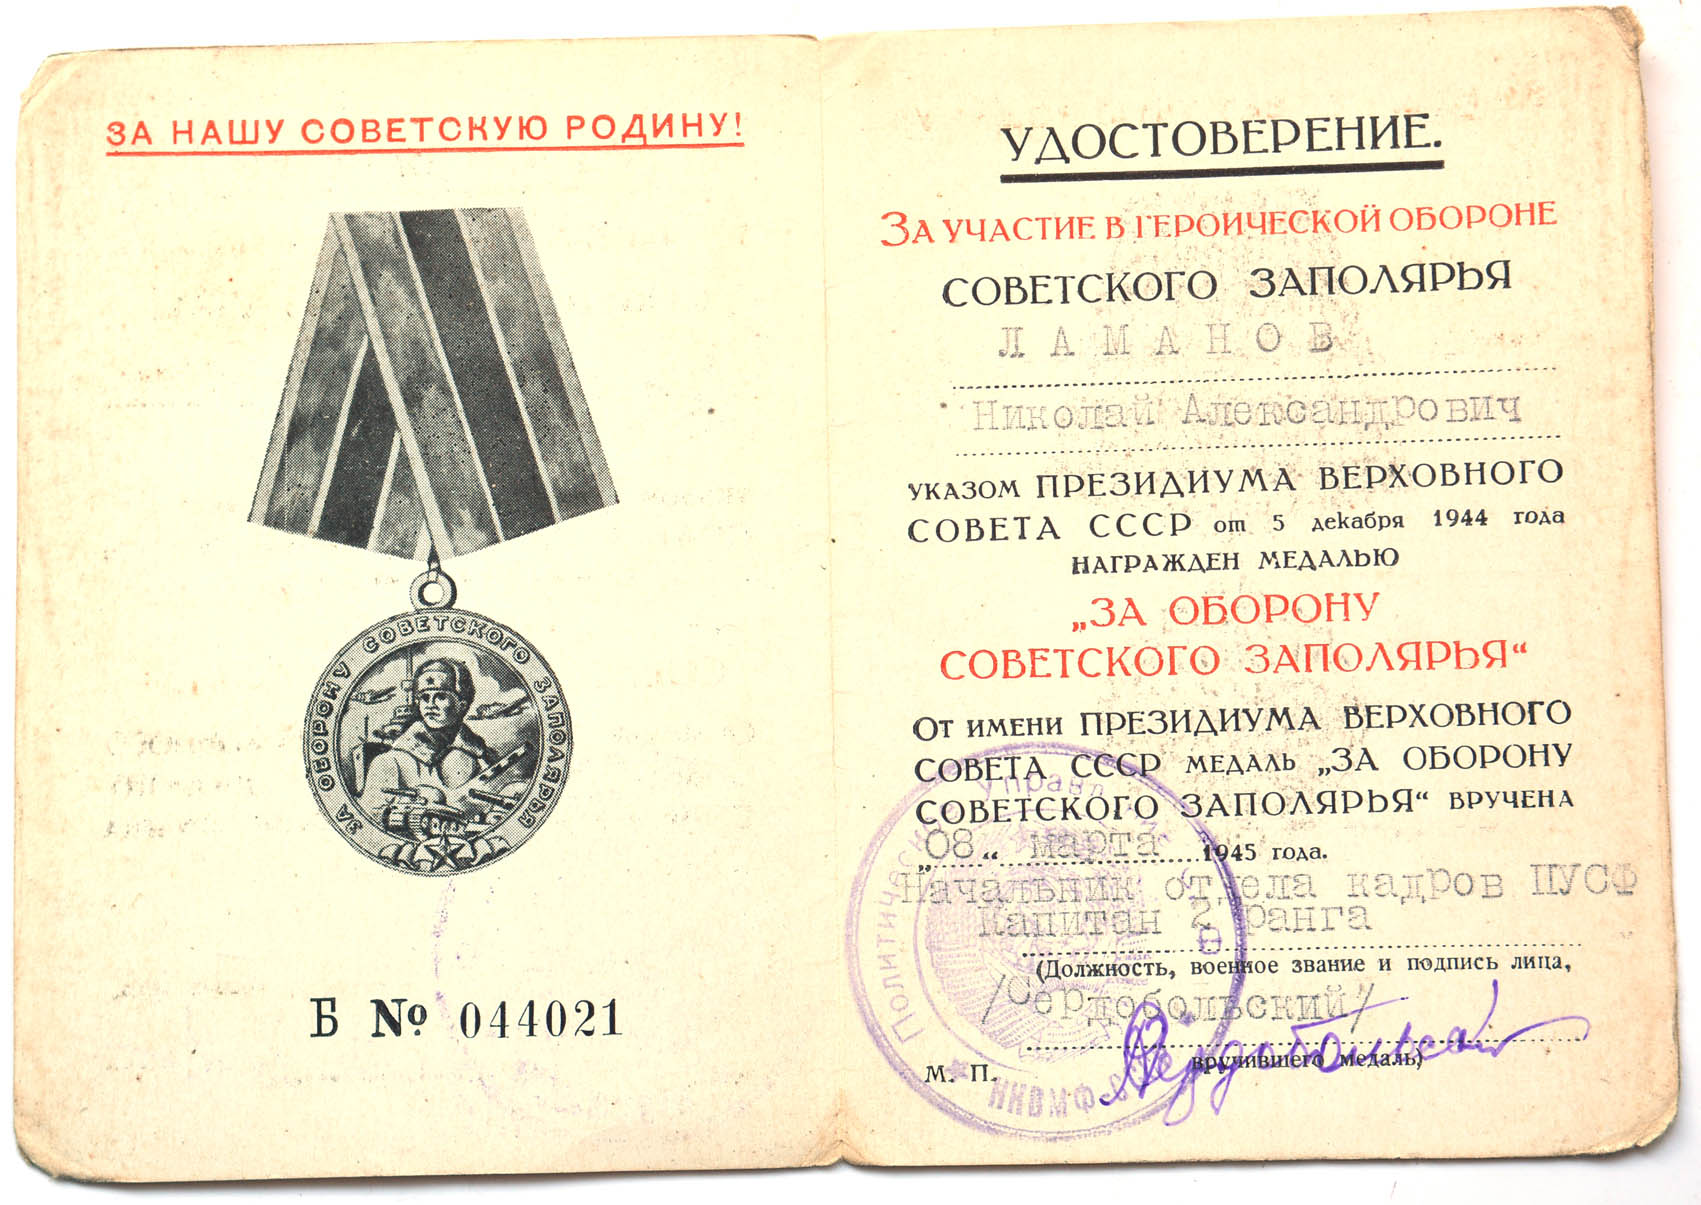 ЗА НАШУ СОВЕТСКУЮ РОДИНУ!
ЗА ОБОРОНУ СОВЕТСКОГО ЗАПОЛЯРЬЯ
Б № 044021
УДОСТОВЕРЕНИЕ.
ЗА УЧАСТИЕ В ГЕРОИЧЕСКОЙ ОБОРОНЕ
СОВЕТСКОГО ЗАПОЛЯРЬЯ
ЛАМАНОВ
Николай Александрович
УКАЗОМ ПРЕЗИДИУМА ВЕРХОВНОГО
СОВЕТА СССР от 5 декабря 1944 года
НАГРАЖДЕН МЕДАЛЬЮ
„ЗА ОБОРОНУ
СОВЕТСКОГО ЗАПОЛЯРЬЯ“
ОТ ИМЕНИ ПРЕЗИДИУМА ВЕРХОВНОГО
СОВЕТА СССР МЕДАЛЬ „ЗА ОБОРОНУ
СОВЕТСКОГО ЗАПОЛЯРЬЯ“ ВРУЧЕНА
„08“ марта 1945 года.
Начальник отдела кадров ПУСФ
капитан 2 ранга
(Должность, военное звание и подпись лица,
/Сердобольский/
М. П. вручившего медаль)
НКВМФ